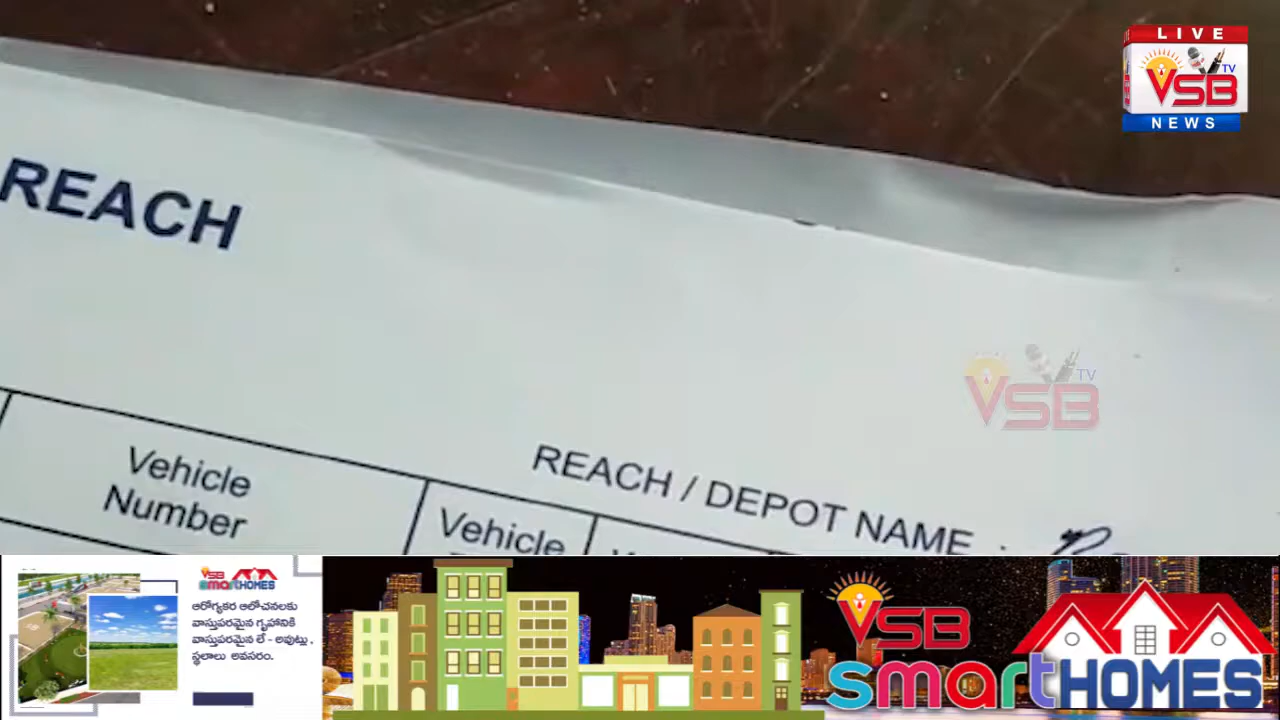 LIVE
VSB TV
NEWS
REACH
VSB TV
REACH / DEPOT NAME :
Vehicle
Number
Vehicle
VSB
smartHOMES
ఆరోగ్యకర ఆలోచనలకు
వాస్తుపరమైన గృహానికి
వాస్తుపరమైన లే - అవుట్లు,
స్థలాలు అవసరం.
VSB
smartHOMES